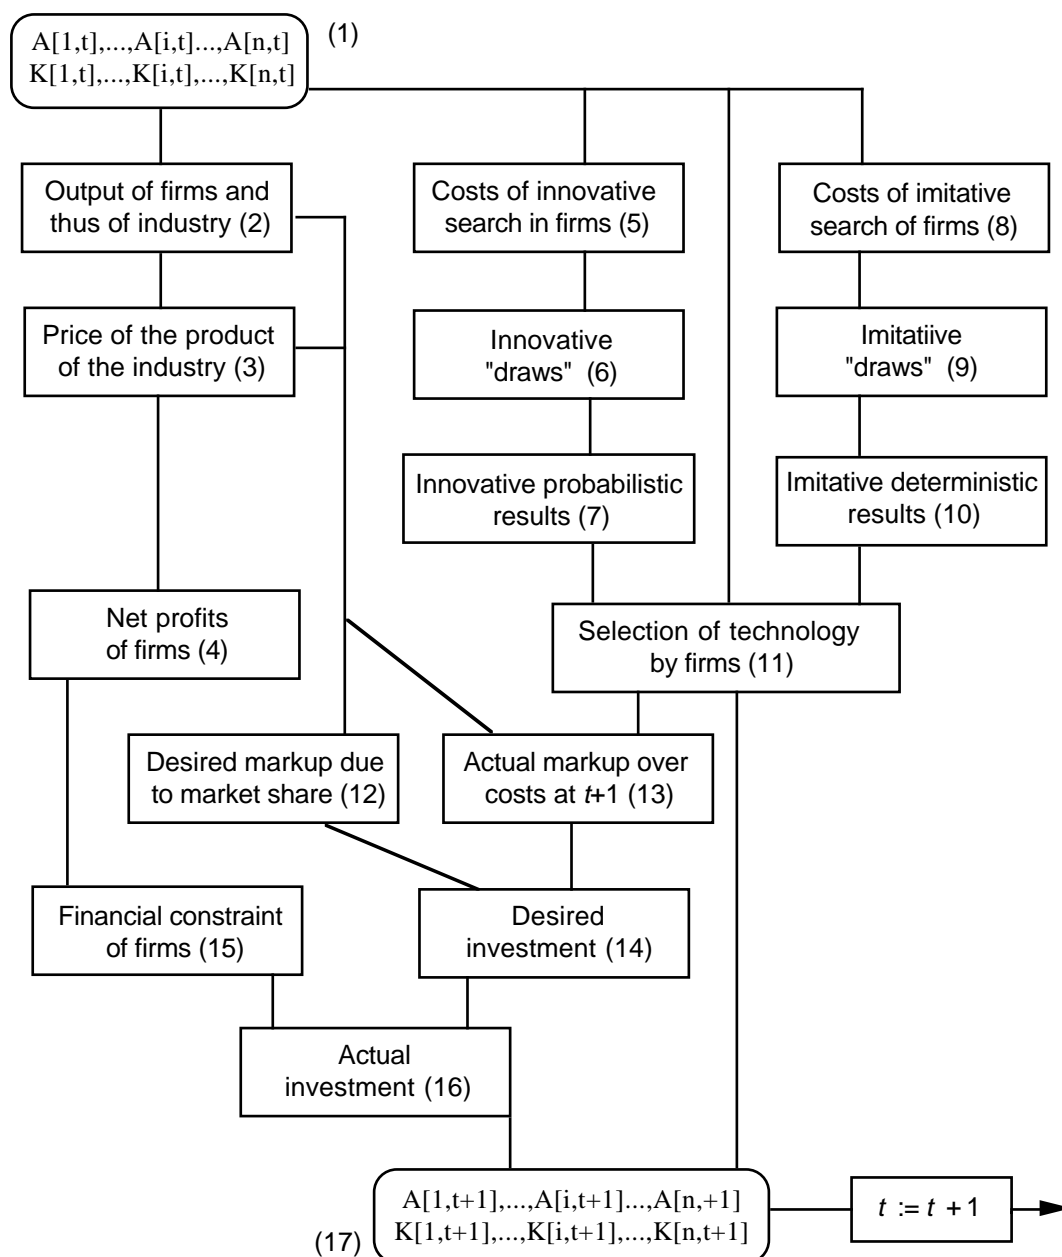 A[1,t],...,A[i,t]...,A[n,t]
K[1,t],...,K[i,t],...,K[n,t]
(1)
Output of firms and
thus of industry (2)
Costs of innovative
search in firms (5)
Costs of imitative
search of firms (8)
Price of the product
of the industry (3)
Innovative
"draws" (6)
Imitatiive
"draws" (9)
Innovative probabilistic
results (7)
Imitative deterministic
results (10)
Net profits
of firms (4)
Selection of technology
by firms (11)
Desired markup due
to market share (12)
Actual markup over
costs at t+1 (13)
Financial constraint
of firms (15)
Desired
investment (14)
Actual
investment (16)
A[1,t+1],...,A[i,t+1]...,A[n,+1]
K[1,t+1],...,K[i,t+1],...,K[n,t+1]
(17)
t := t + 1